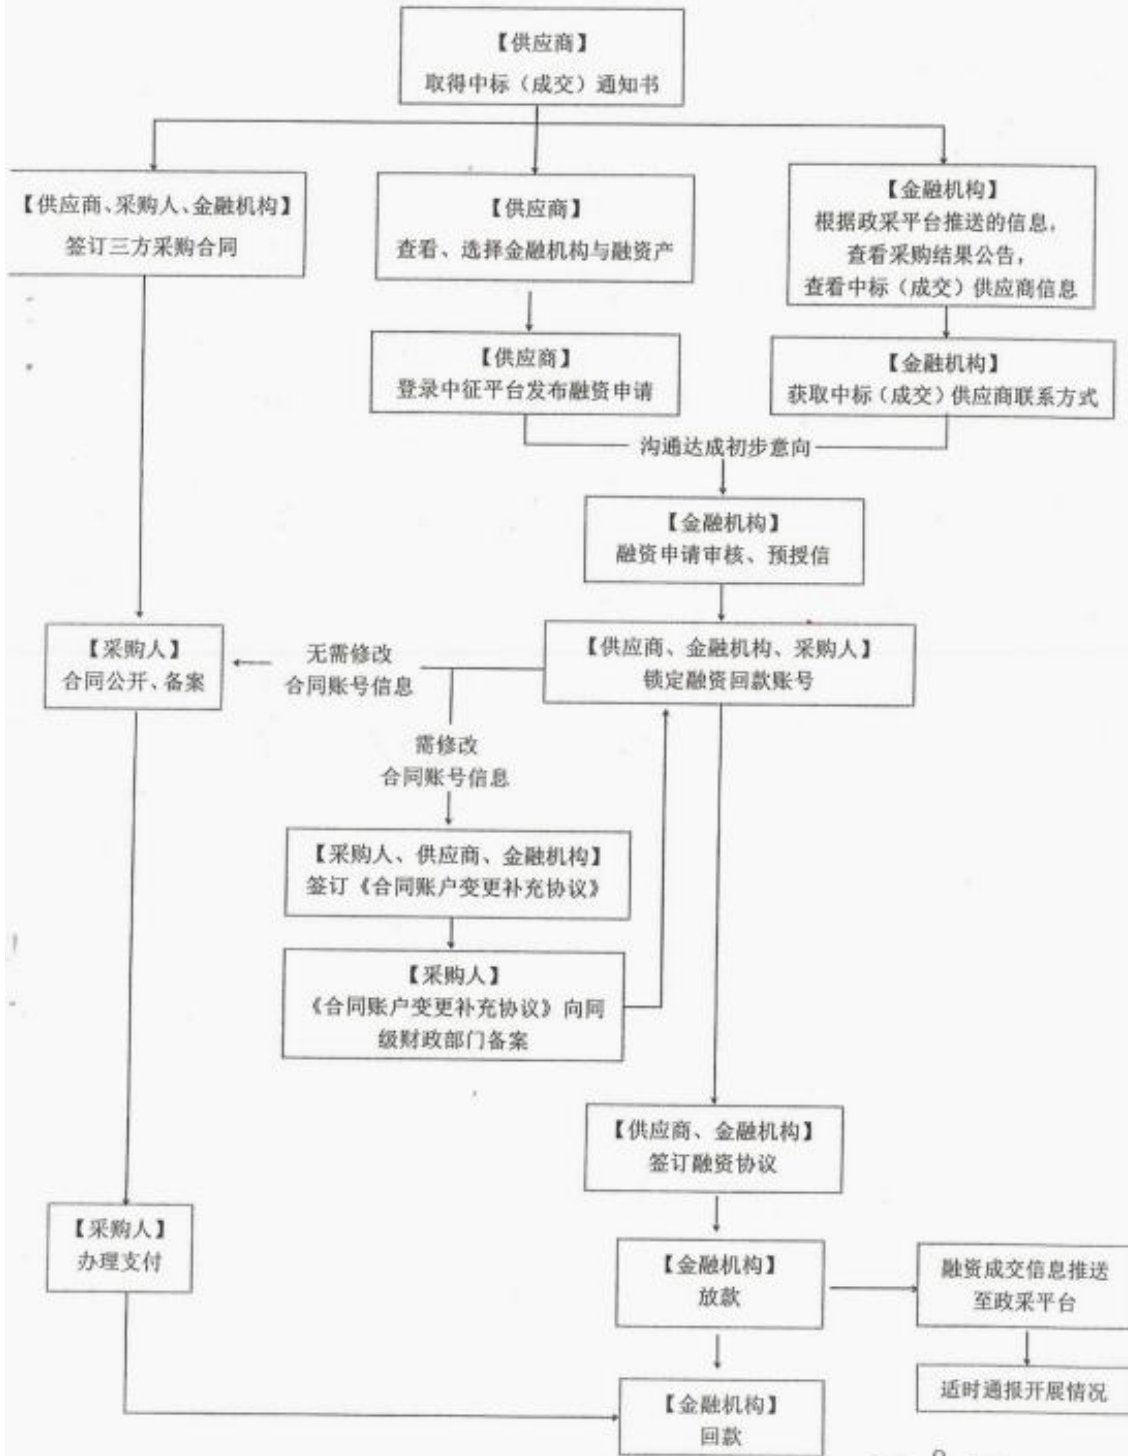 【供应商】
取得中标（成交）通知书
【供应商、采购人、金融机构】
签订三方采购合同
【供应商】
查看、选择金融机构与融资产
【金融机构】
根据政采平台推送的信息，
查看采购结果公告，
查看中标（成交）供应商信息
【供应商】
登录中征平台发布融资申请
【金融机构】
获取中标（成交）供应商联系方式
沟通达成初步意向
【金融机构】
融资申请审核、预授信
【采购人】
合同公开、备案
无需修改
合同账号信息
【供应商、金融机构、采购人】
锁定融资回款账号
需修改
合同账号信息
【采购人、供应商、金融机构】
签订《合同账户变更补充协议》
【采购人】
《合同账户变更补充协议》向同
级财政部门备案
【供应商、金融机构】
签订融资协议
【采购人】
办理支付
【金融机构】
放款
融资成交信息推送
至政采平台
适时通报开展情况
【金融机构】
回款